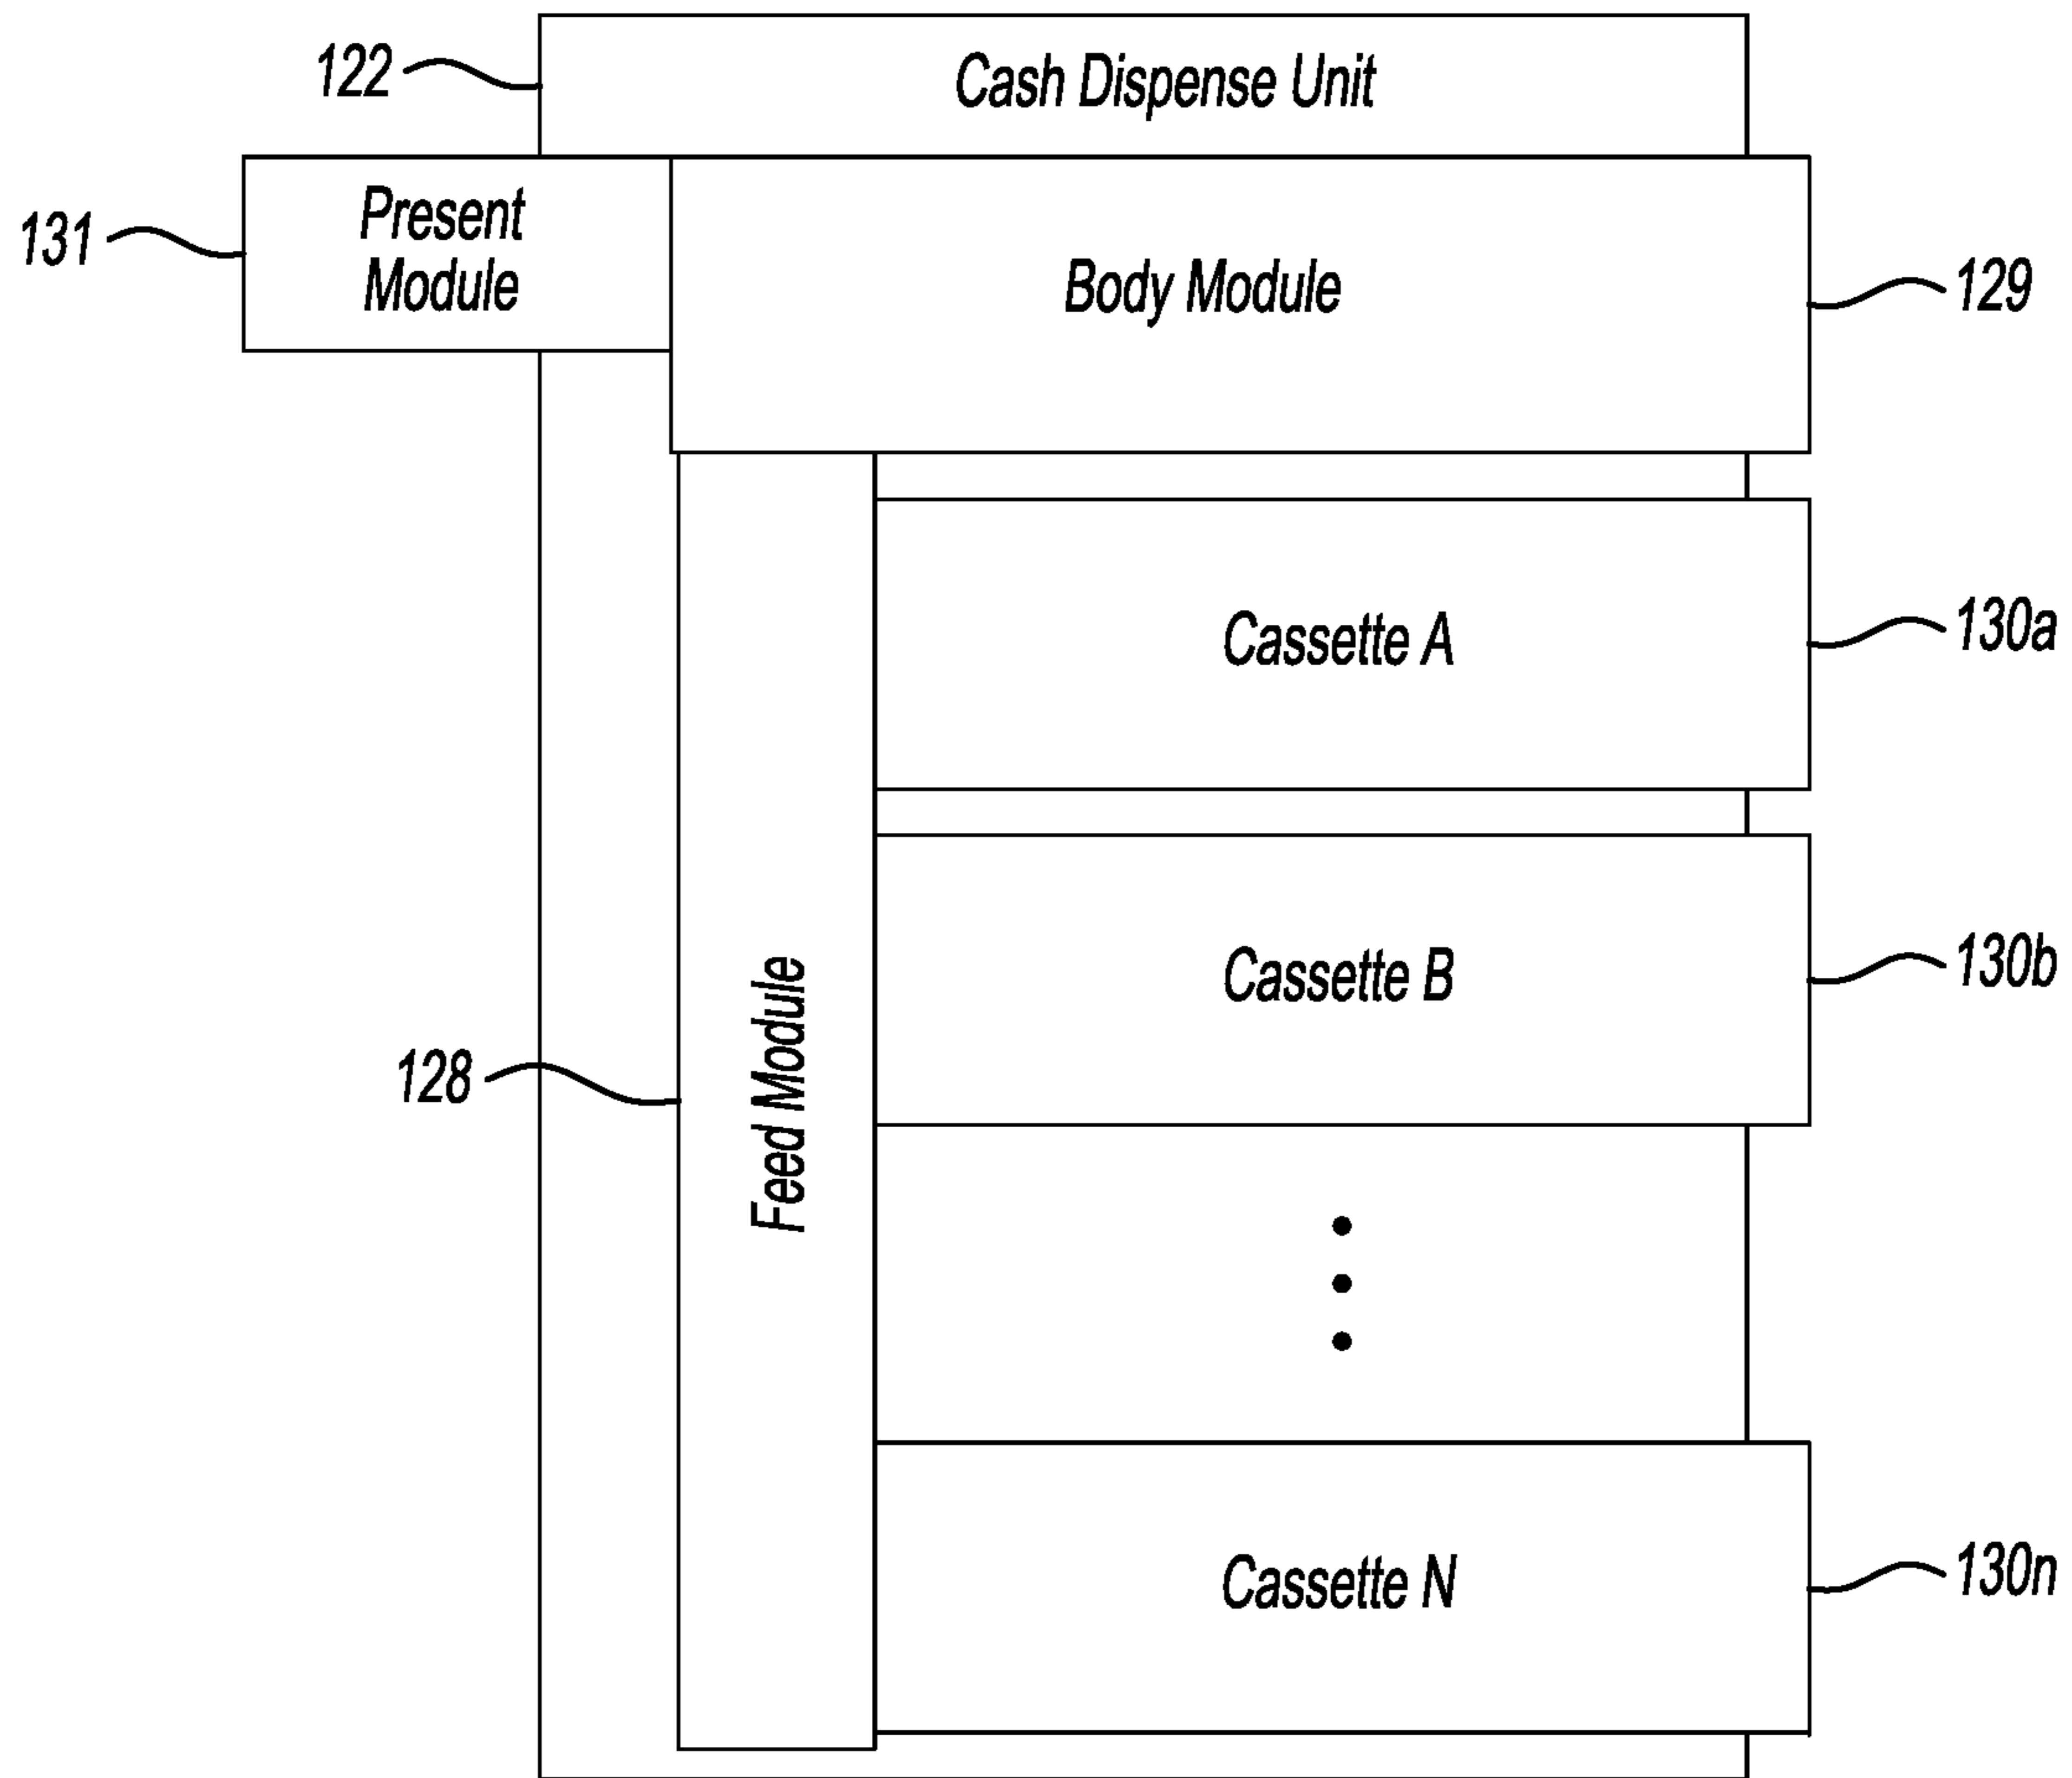 122
Cash Dispense Unit
131
Present
Module
Body Module
129
Cassette A
130a
Cassette B
130b
128
Feed Module
Cassette N
130n